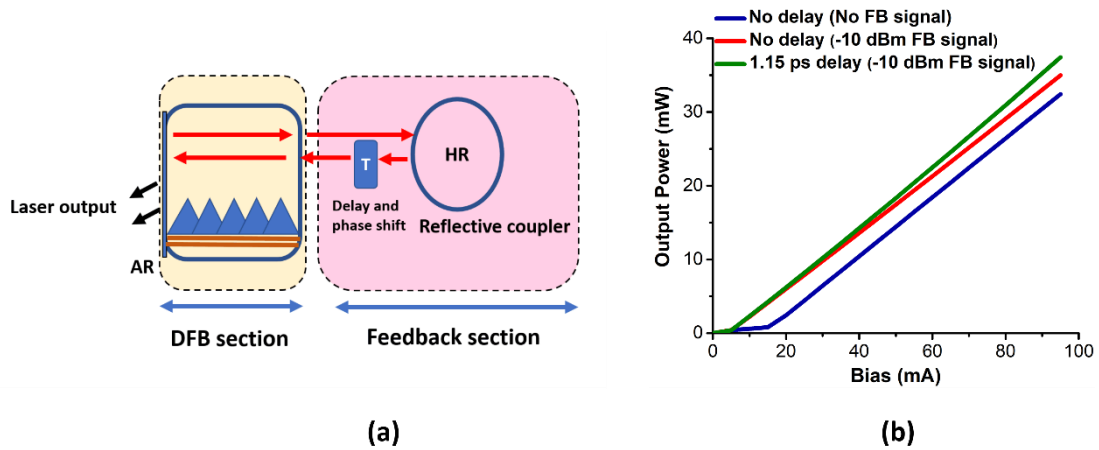 HR
T
Delay and
phase shift
Reflective coupler
Laser output
AR
DFB section
Feedback section
(a)
No delay (No FB signal)
No delay (-10 dBm FB signal)
1.15 ps delay (-10 dBm FB signal)
Output Power (mW)
40
30
20
10
0
0 20 40 60 80 100
Bias (mA)
(b)